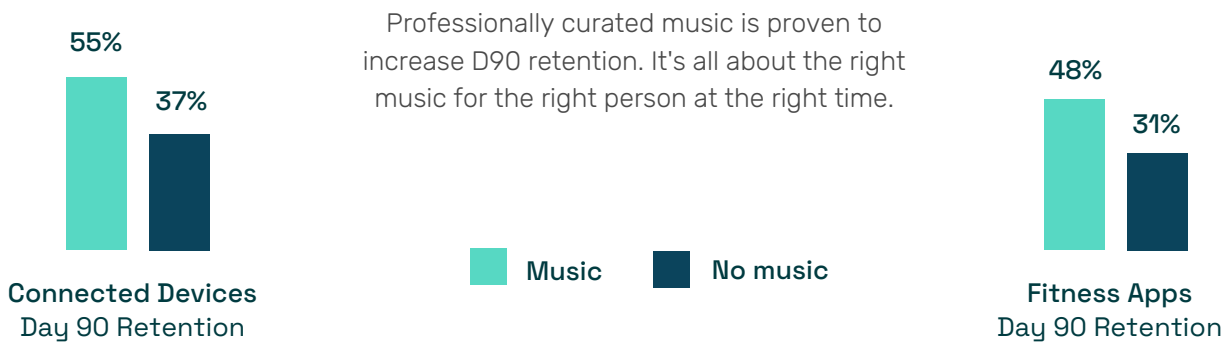 55%
37%
Connected Devices
Day 90 Retention
Professionally curated music is proven to
increase D90 retention. It's all about the right
music for the right person at the right time.
Music
No music
48%
31%
Fitness Apps
Day 90 Retention